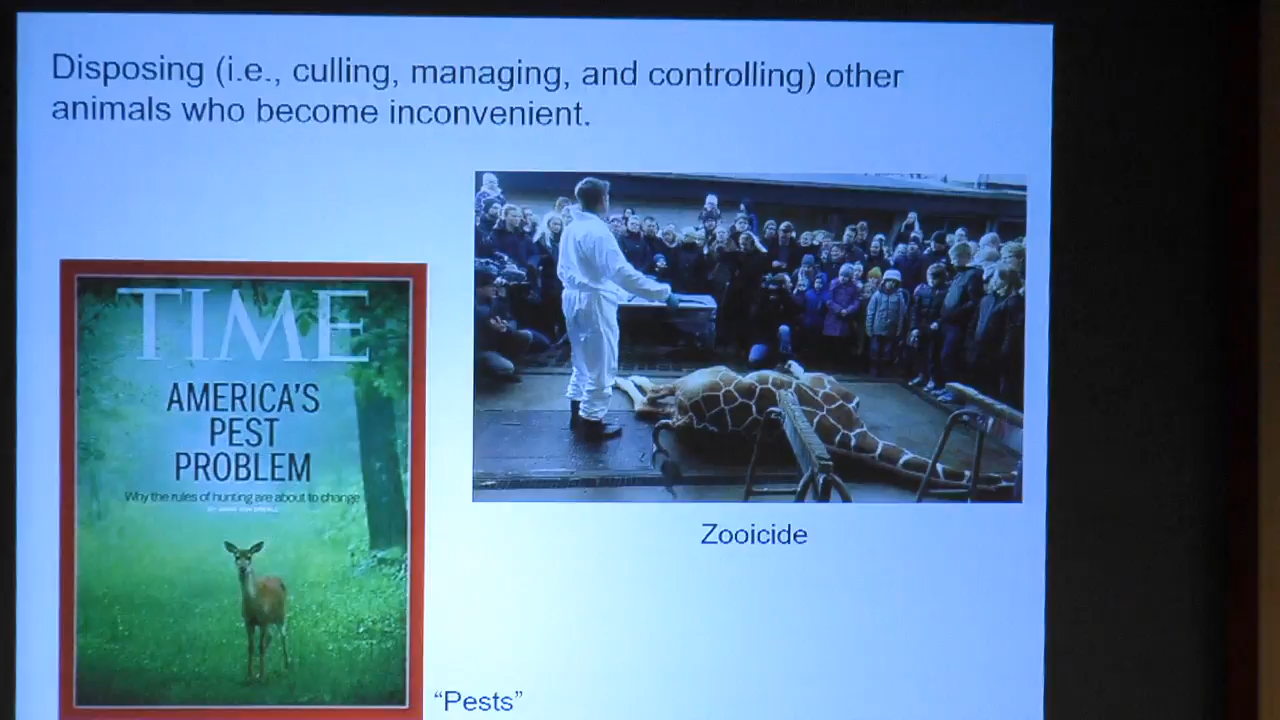 Disposing (i.e., culling, managing, and controlling) other
animals who become inconvenient.
TIME
AMERICA'S
PEST
PROBLEM
Why the rules of hunting are about to change
Zooicide
“Pests”